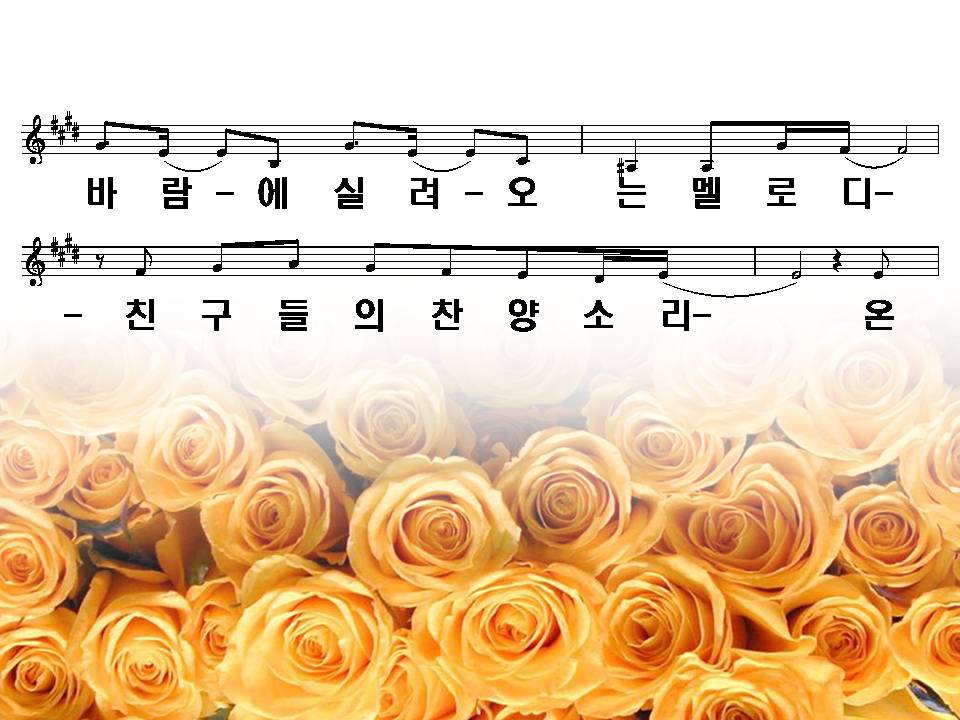 바 람 - 에 실 려 - 오 는 멜 로 디-
- 친 구 들 의 찬 양 소 리- 온